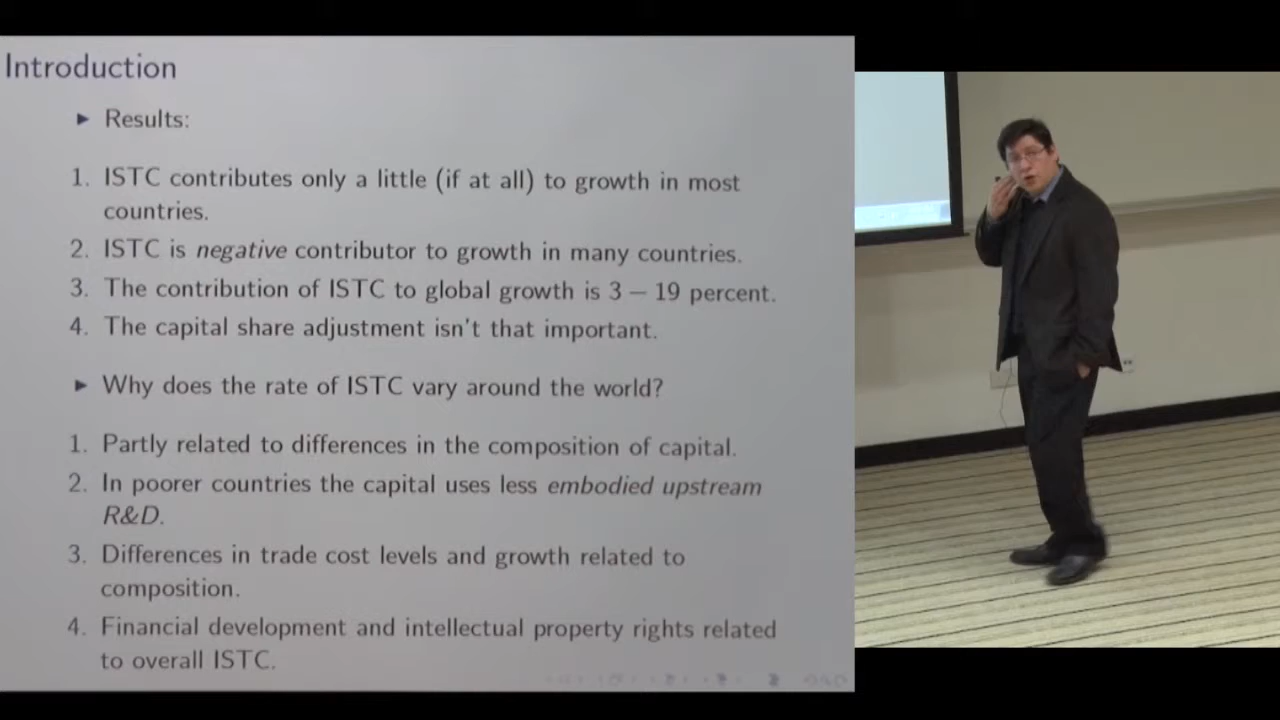 Introduction
▶ Results:
1. ISTC contributes only a little (if at all) to growth in most
countries.
2. ISTC is negative contributor to growth in many countries.
3. The contribution of ISTC to global growth is 3 – 19 percent.
4. The capital share adjustment isn't that important.
▶ Why does the rate of ISTC vary around the world?
1. Partly related to differences in the composition of capital.
2. In poorer countries the capital uses less embodied upstream
R&D.
3. Differences in trade cost levels and growth related to
composition.
4. Financial development and intellectual property rights related
to overall ISTC.